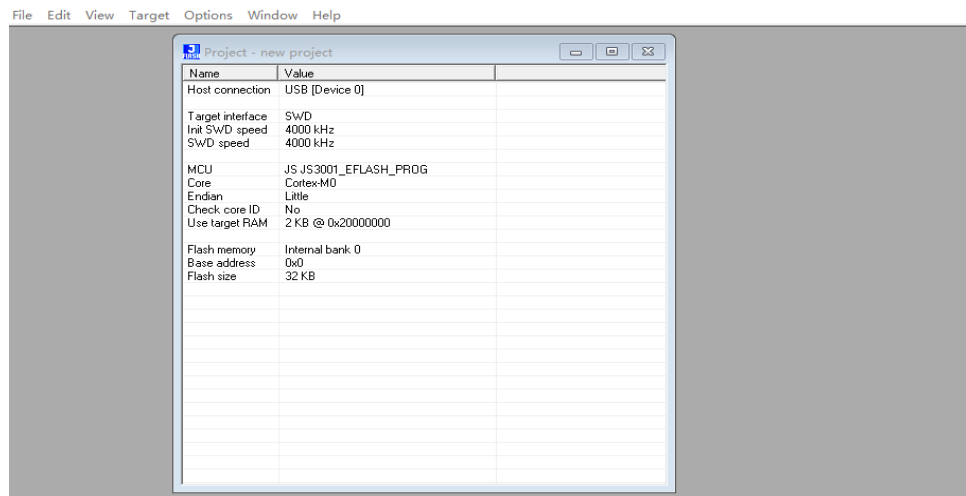 File Edit View Target Options Window Help
Project - new project
Name Value
Host connection USB [Device 0]
Target interface SWD
Init SWD speed 4000 kHz
SWD speed 4000 kHz
MCU JS JS3001_EFLASH_PROG
Core Cortex-M0
Endian Little
Check core ID No
Use target RAM 2 KB @ 0x20000000
Flash memory Internal bank 0
Base address 0x0
Flash size 32 KB